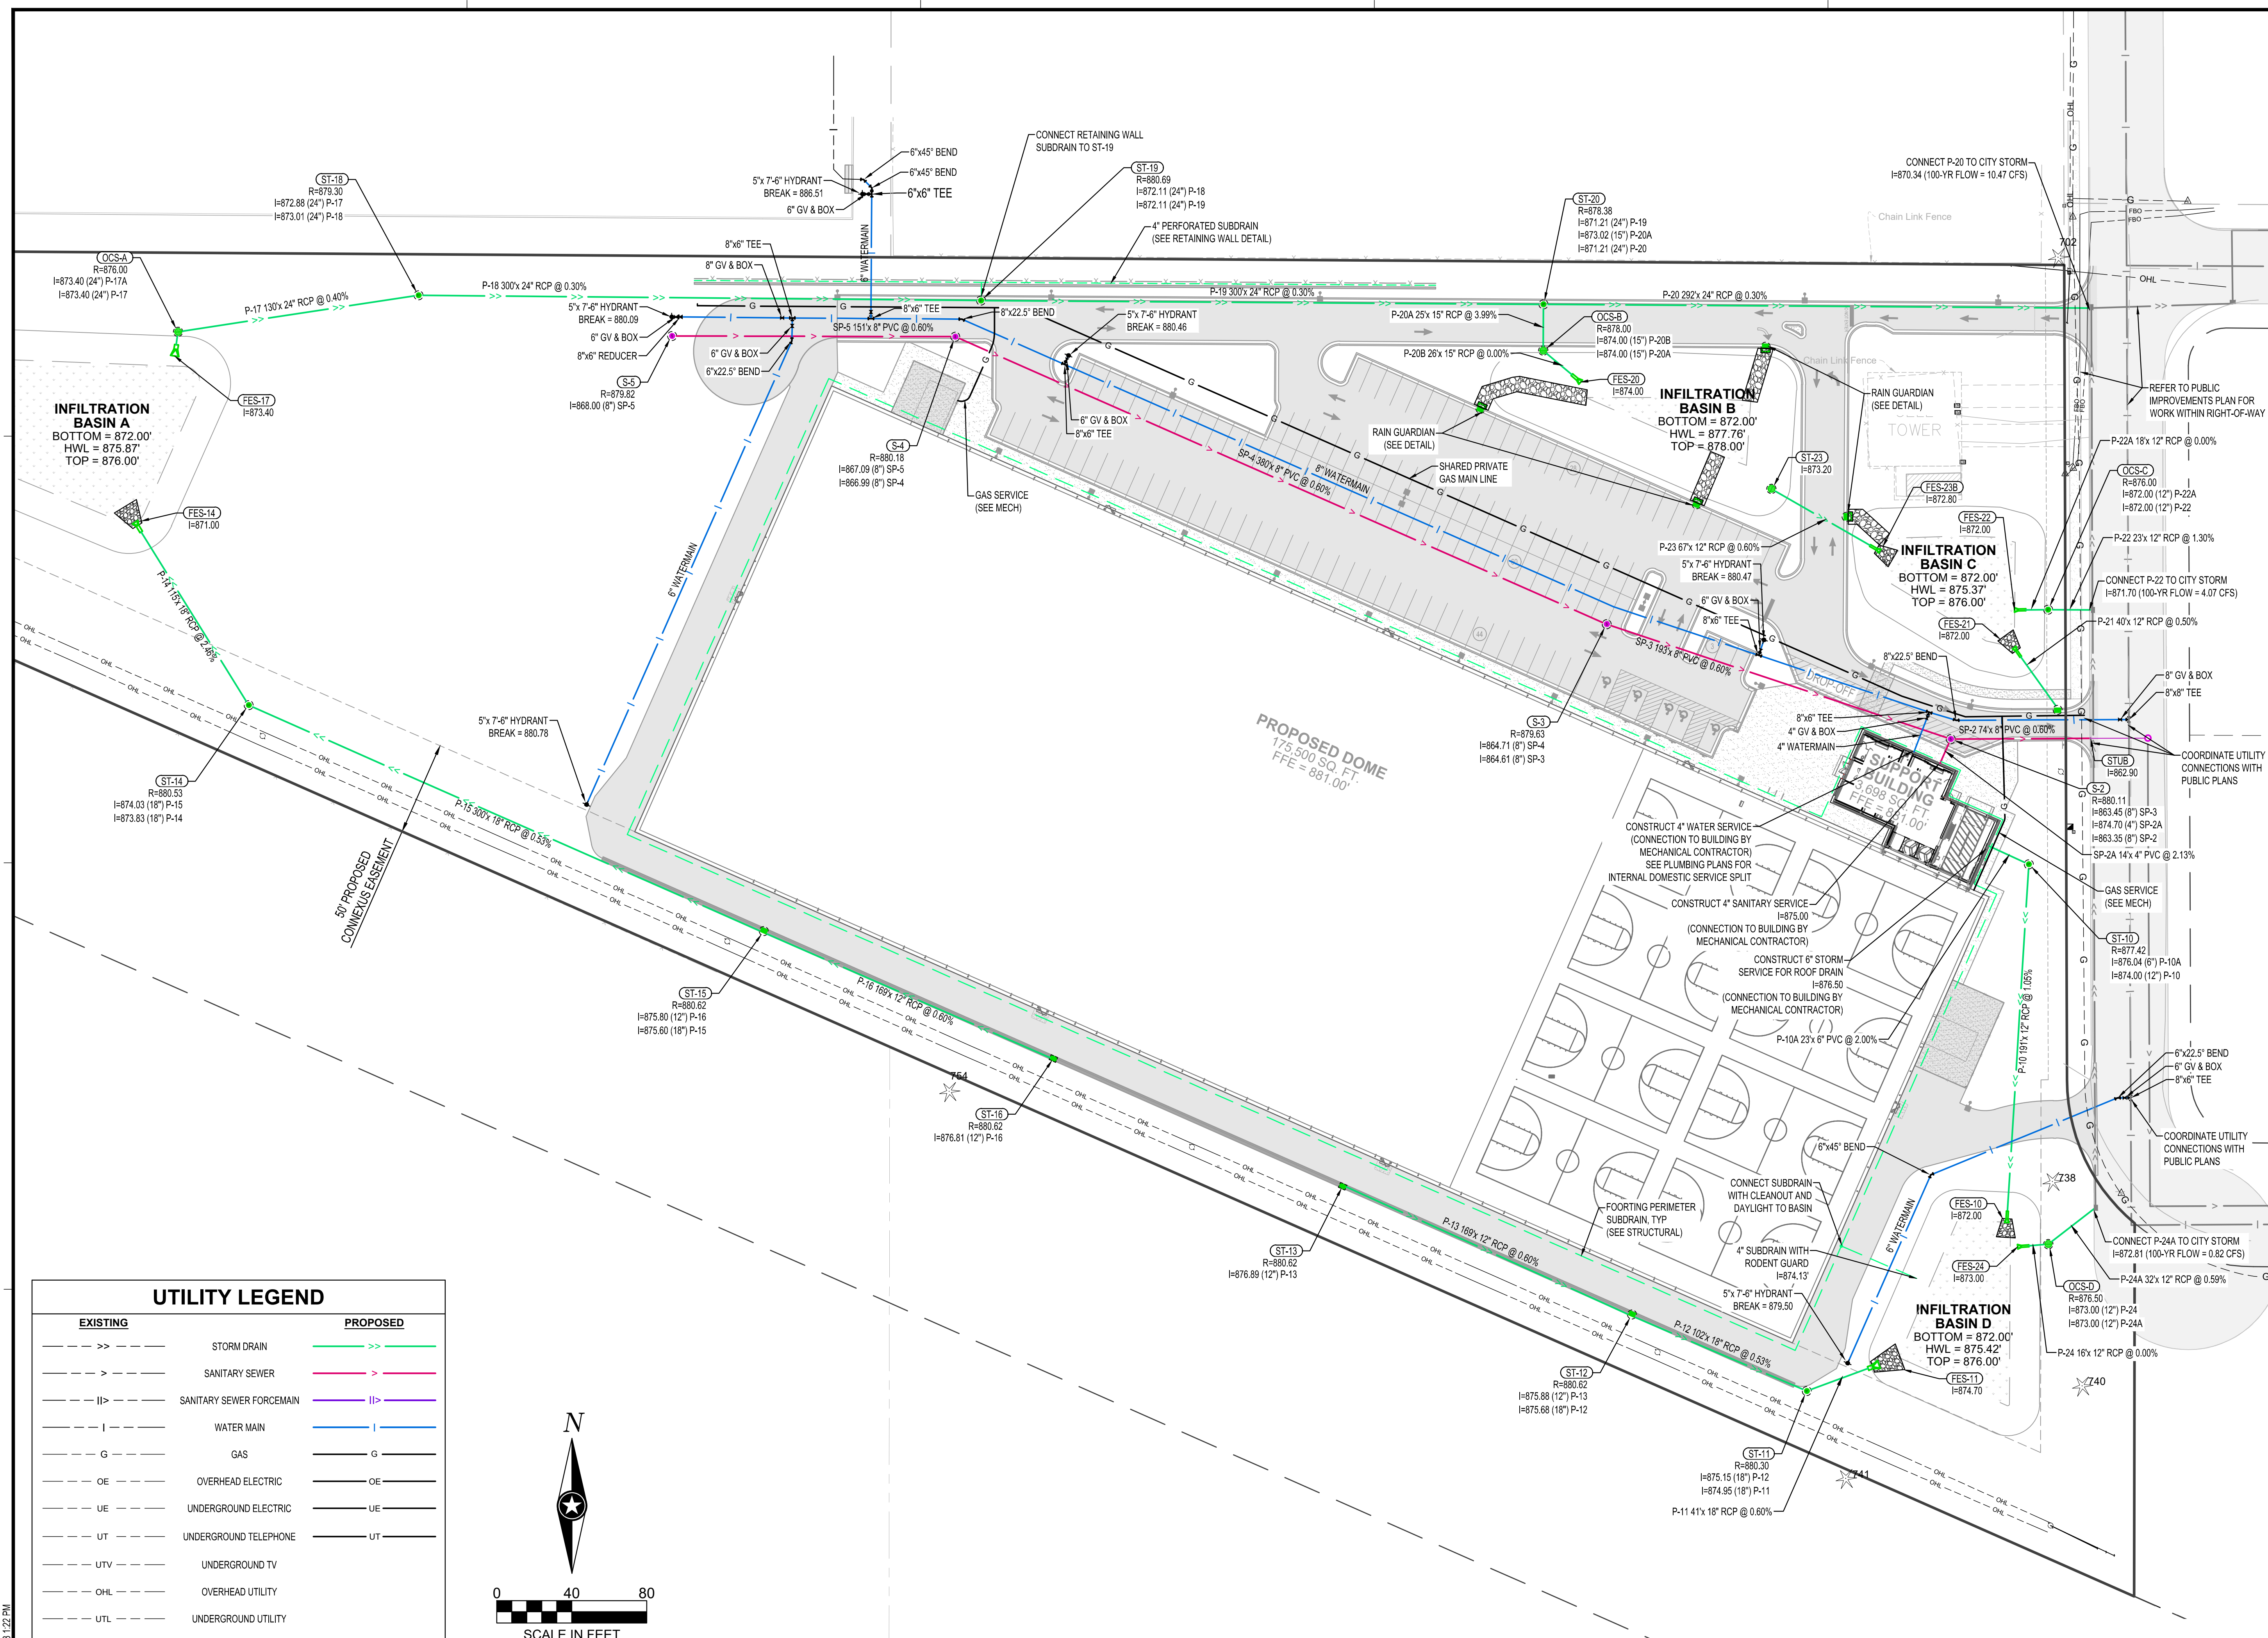 6"x45° BEND
6"x45° BEND
5"x 7'-6" HYDRANT
BREAK = 886.51
6"x6" TEE
6" GV & BOX
CONNECT RETAINING WALL
SUBDRAIN TO ST-19
ST-18
R=879.30
I=872.88 (24") P-17
I=873.01 (24") P-18
ST-19
R=880.69
I=872.11 (24") P-18
I=872.11 (24") P-19
4" PERFORATED SUBDRAIN
(SEE RETAINING WALL DETAIL)
ST-20
R=878.38
I=871.21 (24") P-19
I=873.02 (15") P-20A
I=871.21 (24") P-20
CONNECT P-20 TO CITY STORM
I=870.34 (100-YR FLOW = 10.47 CFS)
Chain Link Fence
702
OCS-A
R=876.00
I=873.40 (24") P-17A
I=873.40 (24") P-17
P-17 130'x 24" RCP @ 0.40%
P-18 300'x 24" RCP @ 0.30%
8"x6" TEE
8" GV & BOX
6" WATERMAIN
5"x 7'-6" HYDRANT
BREAK = 880.09
6" GV & BOX
8"x6" REDUCER
SP-5 151'x 8" PVC @ 0.60%
6" GV & BOX
6"x22.5° BEND
8"x6" TEE
8"x22.5° BEND
5"x 7'-6" HYDRANT
BREAK = 880.46
P-19 300'x 24" RCP @ 0.30%
P-20A 25'x 15" RCP @ 3.99%
P-20 292'x 24" RCP @ 0.30%
OCS-B
R=878.00
I=874.00 (15") P-20B
I=874.00 (15") P-20A
P-20B 26'x 15" RCP @ 0.00%
FES-20
I=874.00
Chain Link Fence
S-5
R=879.82
I=868.00 (8") SP-5
FES-17
I=873.40
INFILTRATION
BASIN A
BOTTOM = 872.00'
HWL = 875.87'
TOP = 876.00'
INFILTRATION
BASIN B
BOTTOM = 872.00'
HWL = 877.76'
TOP = 878.00'
RAIN GUARDIAN
(SEE DETAIL)
TOWER
REFER TO PUBLIC
IMPROVEMENTS PLAN FOR
WORK WITHIN RIGHT-OF-WAY
6" GV & BOX
8"x6" TEE
RAIN GUARDIAN
(SEE DETAIL)
S-4
R=880.18
I=867.09 (8") SP-5
I=866.99 (8") SP-4
GAS SERVICE
(SEE MECH)
SP-4 380'x 8" PVC @ 0.60%
8" WATERMAIN
SHARED PRIVATE
GAS MAIN LINE
ST-23
I=873.20
P-22A 18'x 12" RCP @ 0.00%
OCS-C
R=876.00
I=872.00 (12") P-22A
I=872.00 (12") P-22
FES-23B
I=872.80
FES-22
I=872.00
P-22 23'x 12" RCP @ 1.30%
FES-14
I=871.00
P-23 67'x 12" RCP @ 0.60%
INFILTRATION
BASIN C
BOTTOM = 872.00'
HWL = 875.37'
TOP = 876.00'
CONNECT P-22 TO CITY STORM
I=871.70 (100-YR FLOW = 4.07 CFS)
5"x 7'-6" HYDRANT
BREAK = 880.47
6" GV & BOX
8"x6" TEE
FES-21
I=872.00
P-21 40'x 12" RCP @ 0.50%
P-14 115'x 18" RCP @ 2.46%
6" WATERMAIN
44
3
SP-3 193'x 8" PVC @ 0.60%
8"x22.5° BEND
DROP-OFF
8" GV & BOX
8"x8" TEE
5"x 7'-6" HYDRANT
BREAK = 880.78
PROPOSED DOME
175,500 SQ. FT.
FFE = 881.00'
S-3
R=879.63
I=864.71 (8") SP-4
I=864.61 (8") SP-3
8"x6" TEE
4" GV & BOX
4" WATERMAIN
SP-2 74'x 8" PVC @ 0.60%
COORDINATE UTILITY
CONNECTIONS WITH
PUBLIC PLANS
STUB
I=862.90
SUPPORT
BUILDING
3,698 SQ. FT.
FFE = 881.00'
S-2
R=880.11
I=863.45 (8") SP-3
I=874.70 (4") SP-2A
I=863.35 (8") SP-2
ST-14
R=880.53
I=874.03 (18") P-15
I=873.83 (18") P-14
P-15 300'x 18" RCP @ 0.53%
50' PROPOSED
CONNEXUS EASEMENT
CONSTRUCT 4" WATER SERVICE
(CONNECTION TO BUILDING BY
MECHANICAL CONTRACTOR)
SEE PLUMBING PLANS FOR
INTERNAL DOMESTIC SERVICE SPLIT
SP-2A 14'x 4" PVC @ 2.13%
GAS SERVICE
(SEE MECH)
CONSTRUCT 4" SANITARY SERVICE
I=875.00
(CONNECTION TO BUILDING BY
MECHANICAL CONTRACTOR)
ST-10
R=877.42
I=876.04 (6") P-10A
I=874.00 (12") P-10
CONSTRUCT 6" STORM
SERVICE FOR ROOF DRAIN
I=876.50
(CONNECTION TO BUILDING BY
MECHANICAL CONTRACTOR)
ST-15
R=880.62
I=875.80 (12") P-16
I=875.60 (18") P-15
P-16 169'x 12" RCP @ 0.60%
P-10A 23'x 6" PVC @ 2.00%
P-10 191'x 12" RCP @ 1.05%
754
ST-16
R=880.62
I=876.81 (12") P-16
6"x22.5° BEND
6" GV & BOX
8"x6" TEE
COORDINATE UTILITY
CONNECTIONS WITH
PUBLIC PLANS
6"x45° BEND
738
CONNECT SUBDRAIN
WITH CLEANOUT AND
DAYLIGHT TO BASIN
FOORTING PERIMETER
SUBDRAIN, TYP
(SEE STRUCTURAL)
6" WATERMAIN
FES-10
I=872.00
P-13 169'x 12" RCP @ 0.60%
ST-13
R=880.62
I=876.89 (12") P-13
4" SUBDRAIN WITH
RODENT GUARD
I=874.13'
CONNECT P-24A TO CITY STORM
I=872.81 (100-YR FLOW = 0.82 CFS)
FES-24
I=873.00
P-24A 32'x 12" RCP @ 0.59%
OCS-D
R=876.50
I=873.00 (12") P-24
I=873.00 (12") P-24A
5"x 7'-6" HYDRANT
BREAK = 879.50
INFILTRATION
BASIN D
BOTTOM = 872.00'
HWL = 875.42'
TOP = 876.00'
P-12 102'x 18" RCP @ 0.53%
P-24 16'x 12" RCP @ 0.00%
ST-12
R=880.62
I=875.88 (12") P-13
I=875.68 (18") P-12
FES-11
I=874.70
740
ST-11
R=880.30
I=875.15 (18") P-12
I=874.95 (18") P-11
741
P-11 41'x 18" RCP @ 0.60%
UTILITY LEGEND
EXISTING PROPOSED
>> STORM DRAIN >>
> SANITARY SEWER >
II> SANITARY SEWER FORCEMAIN II>
I WATER MAIN I
G GAS G
OE OVERHEAD ELECTRIC OE
UE UNDERGROUND ELECTRIC UE
UT UNDERGROUND TELEPHONE UT
UTV UNDERGROUND TV
OHL OVERHEAD UTILITY
UTL UNDERGROUND UTILITY
N
0 40 80
SCALE IN FEET
1:22 PM